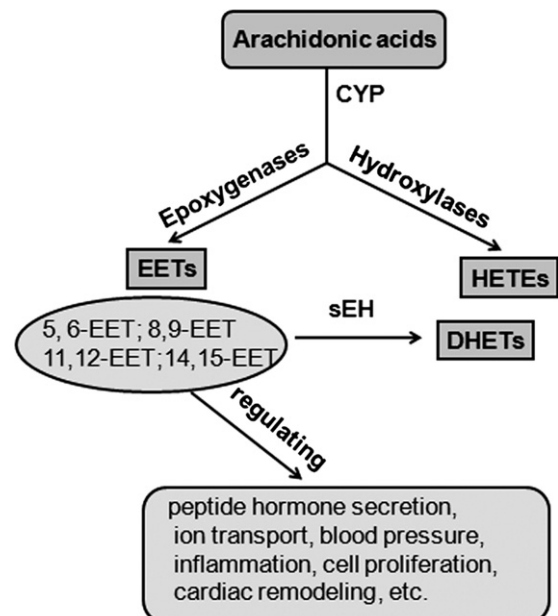 Arachidonic acids
CYP
Epoxygenases
Hydroxylases
EETs
HETEs
5, 6-EET; 8,9-EET
11,12-EET;14,15-EET
sEH
DHETs
regulating
peptide hormone secretion,
ion transport, blood pressure,
inflammation, cell proliferation,
cardiac remodeling, etc.